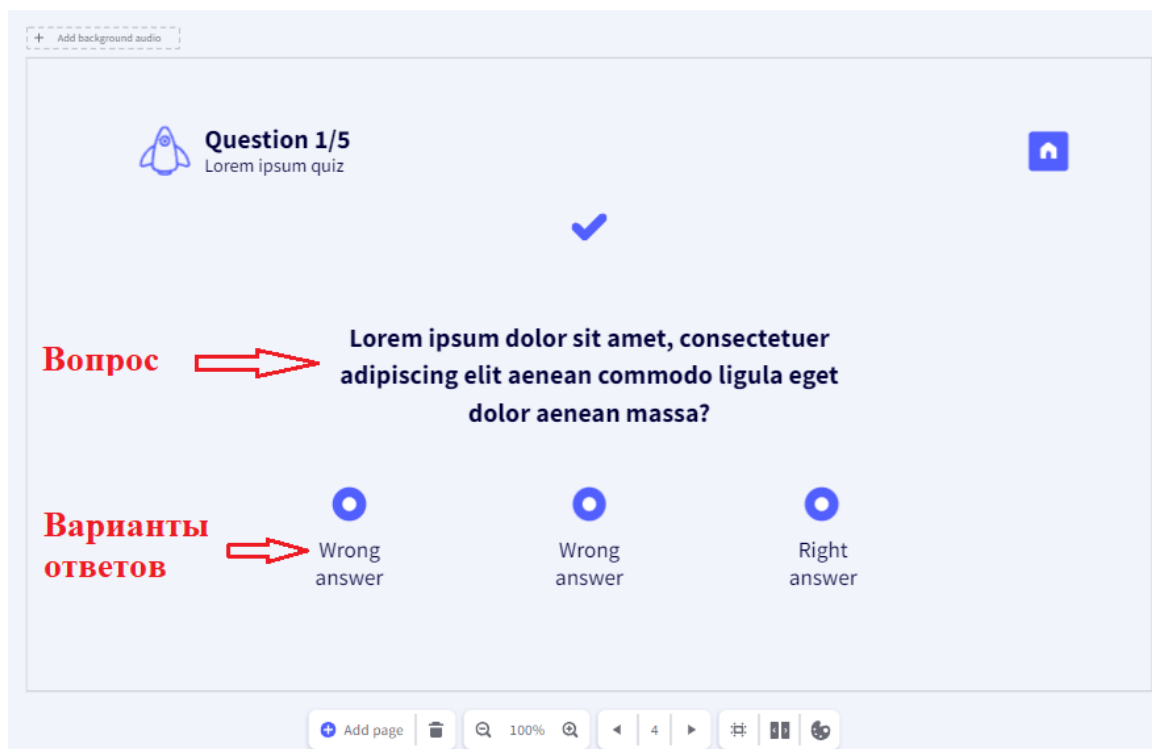 Add background audio
Question 1/5
Lorem ipsum quiz
Вопрос
Lorem ipsum dolor sit amet, consectetuer
adipiscing elit aenean commodo ligula eget
dolor aenean massa?
Варианты
ответов
Wrong
answer
Wrong
answer
Right
answer
Add page
100%
4